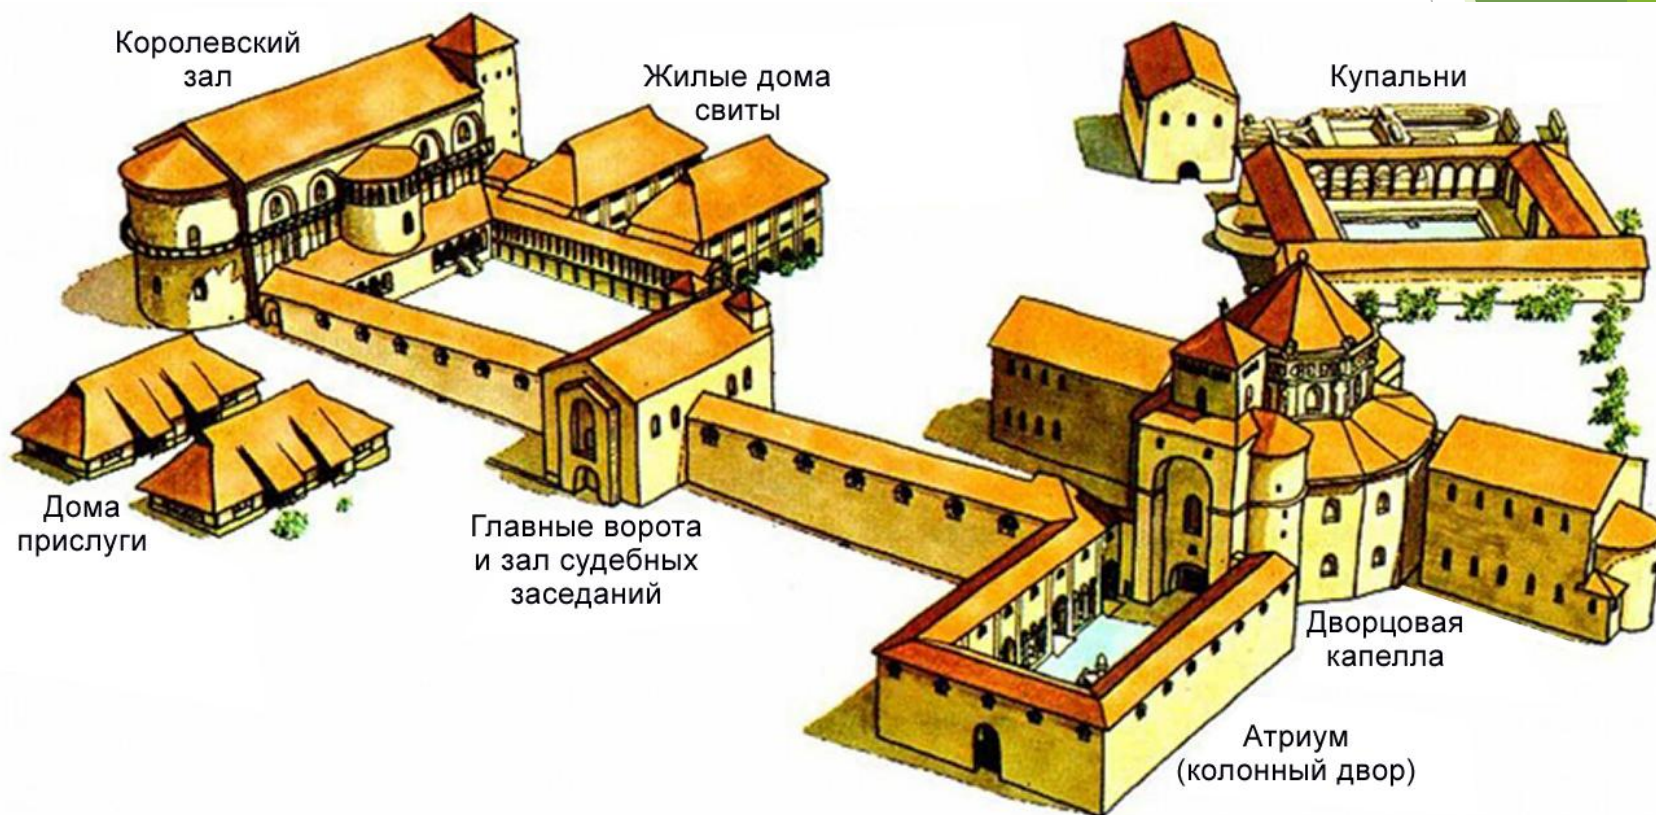 Королевский
зал
Жилые дома
свиты
Купальни
Дома
прислуги
Главные ворота
и зал судебных
заседаний
Дворцовая
капелла
Атриум
(колонный двор)